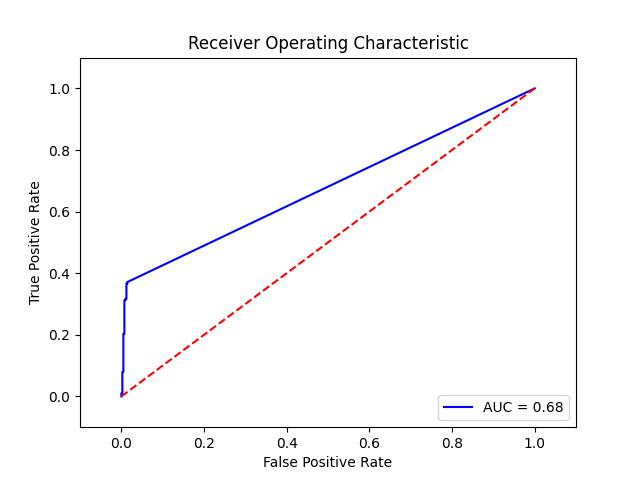 Receiver Operating Characteristic
True Positive Rate
1.0
0.8
0.6
0.4
0.2
0.0
AUC = 0.68
0.0 0.2 0.4 0.6 0.8 1.0
False Positive Rate